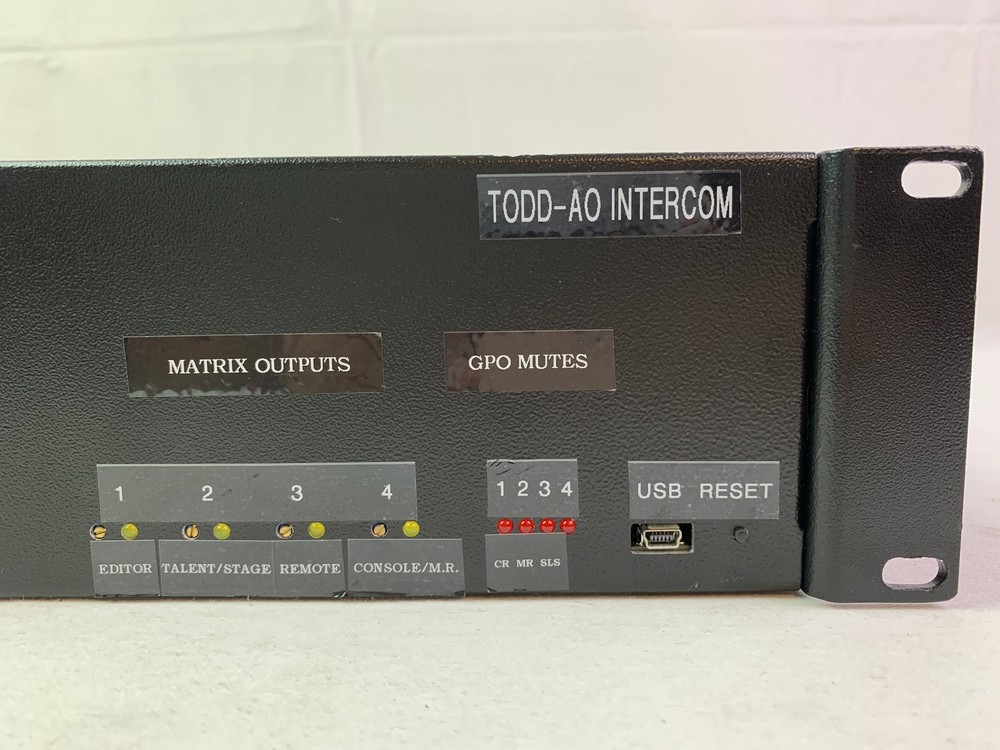 TODD-AO INTERCOM
MATRIX OUTPUTS
GPO MUTES
1 2 3 4
1 2 3 4
USB RESET
EDITOR TALENT/STAGE REMOTE CONSOLE/M.R.
CR MR SLS